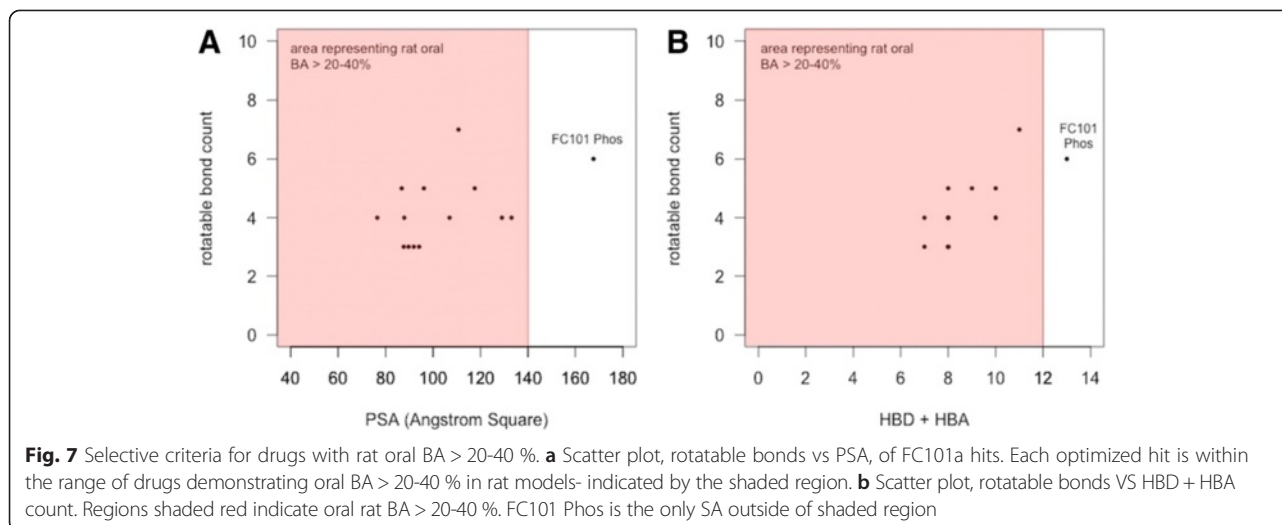 A
area representing rat oral
BA > 20-40%
FC101 Phos
rotatable bond count
10
8
6
4
2
0
40 60 80 100 120 140 160 180
PSA (Angstrom Square)
B
area representing rat oral
BA > 20-40%
FC101
Phos
rotatable bond count
10
8
6
4
2
0
0 2 4 6 8 10 12 14
HBD + HBA
Fig. 7 Selective criteria for drugs with rat oral BA > 20-40 %. a Scatter plot, rotatable bonds vs PSA, of FC101a hits. Each optimized hit is within
the range of drugs demonstrating oral BA > 20-40 % in rat models- indicated by the shaded region. b Scatter plot, rotatable bonds VS HBD + HBA
count. Regions shaded red indicate oral rat BA > 20-40 %. FC101 Phos is the only SA outside of shaded region